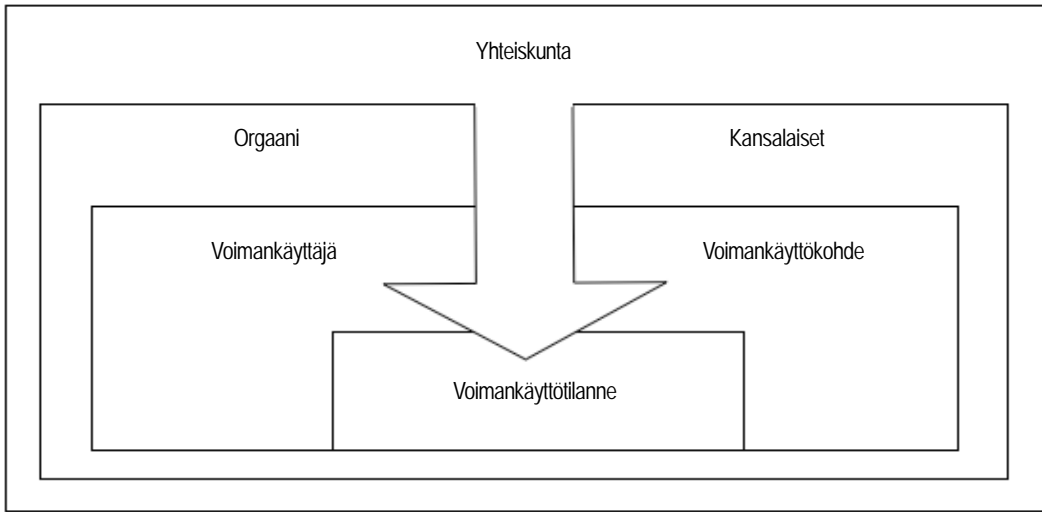 Yhteiskunta
Orgaani
Kansalaiset
Voimankäyttäjä
Voimankäyttökohde
Voimankäyttötilanne